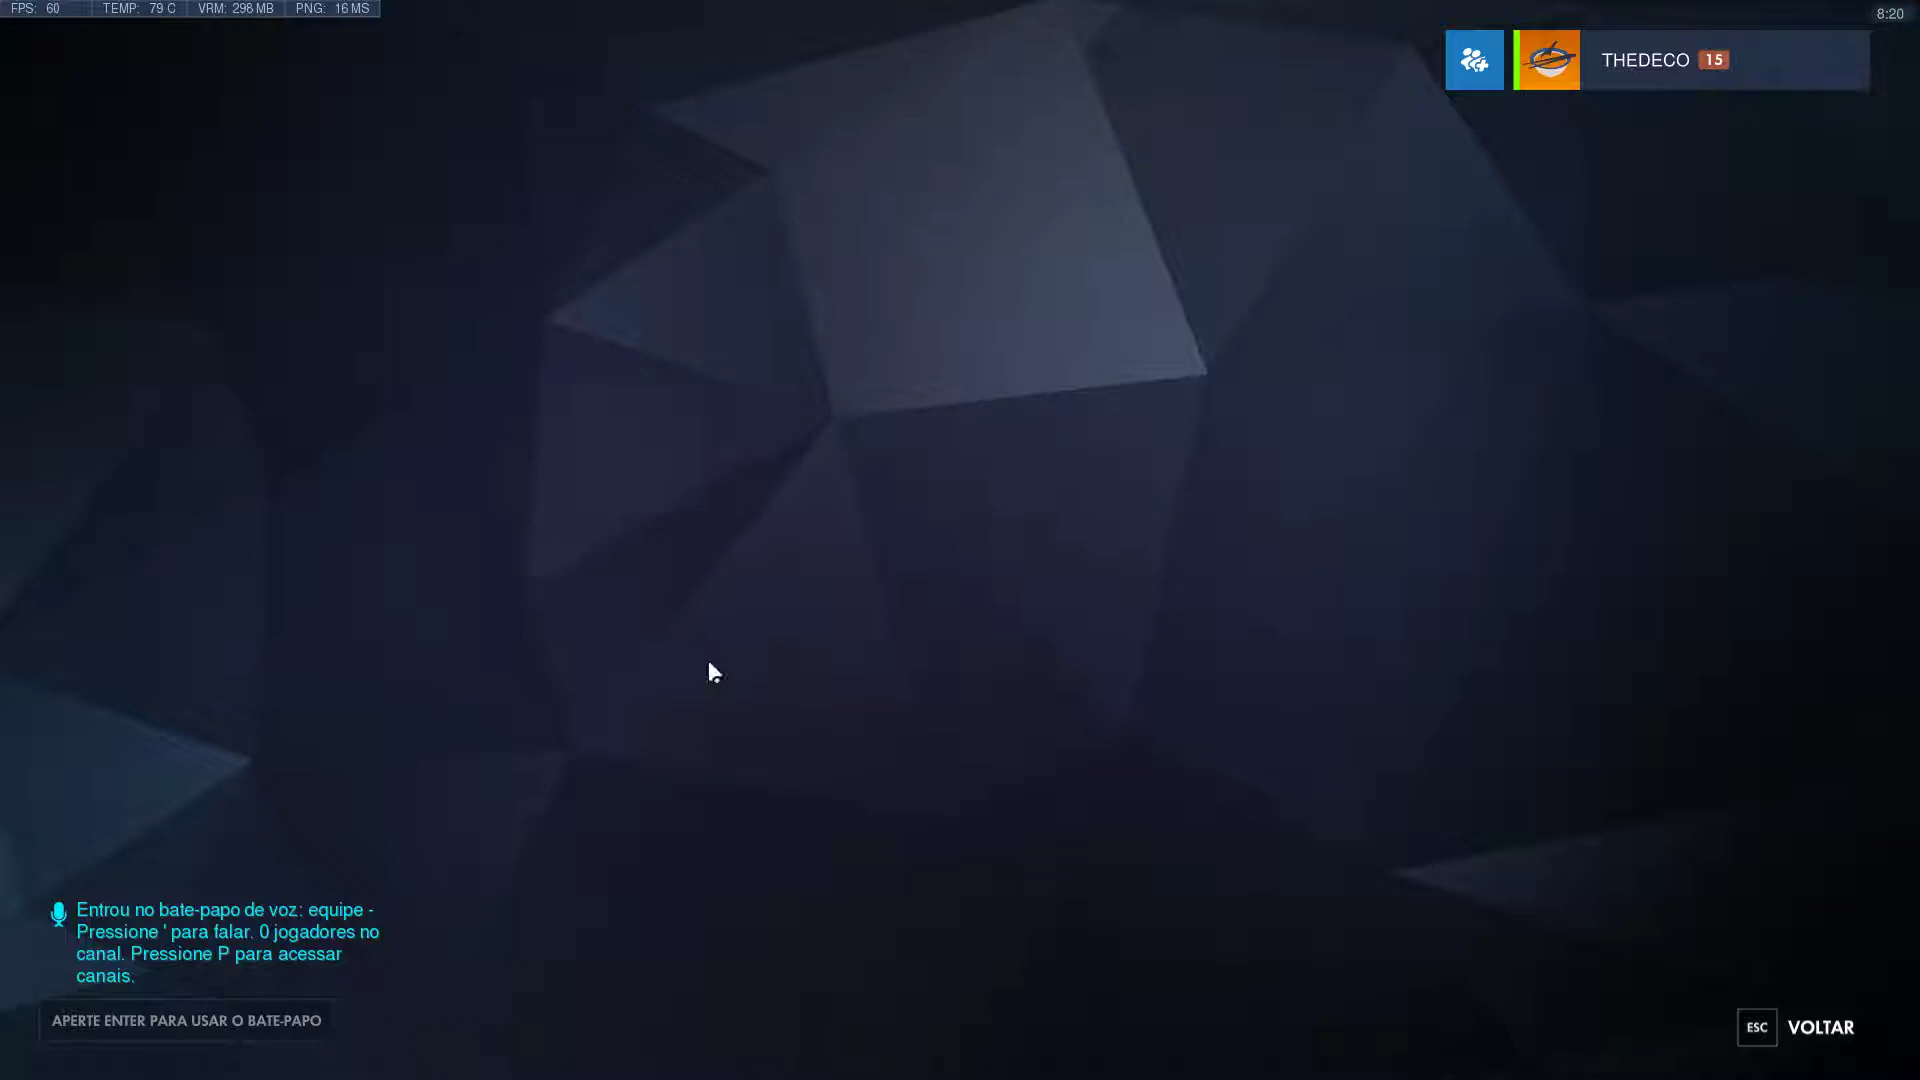 FPS: 60 TEMP: 79 C VRM: 298 MB PNG: 16 MS
8:20
THEDECO 15
Entrou no bate-papo de voz: equipe -
Pressione ' para falar. 0 jogadores no
canal. Pressione P para acessar
canais.
APERTE ENTER PARA USAR O BATE-PAPO
ESC VOLTAR